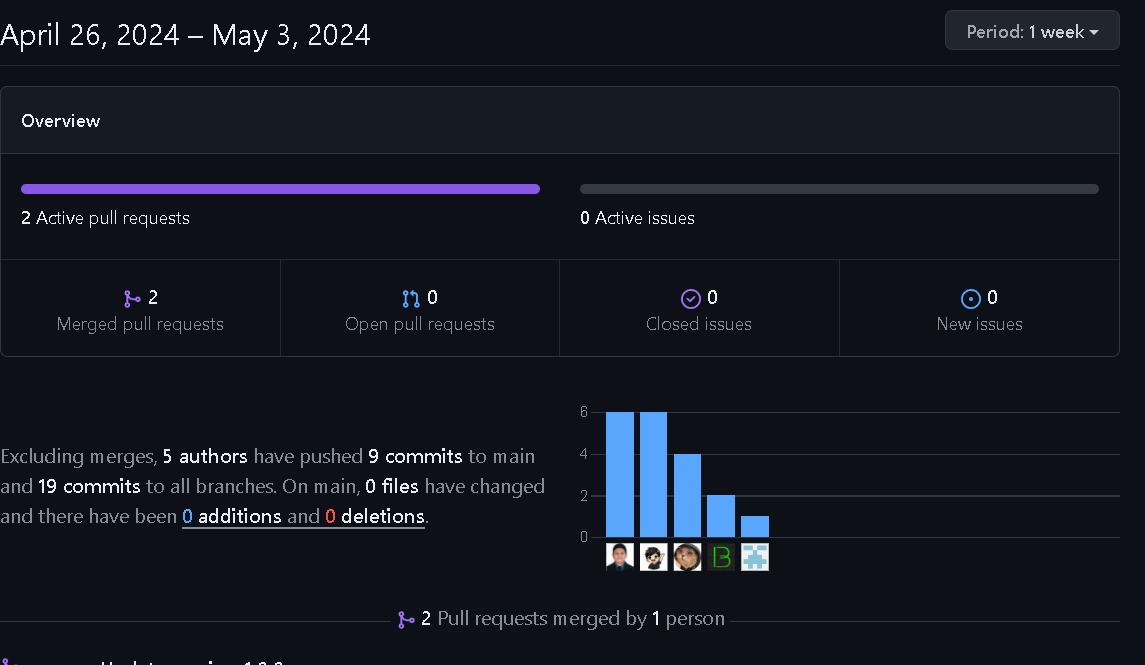 April 26, 2024 – May 3, 2024
Period: 1 week
Overview
2 Active pull requests
0 Active issues
2
Merged pull requests
0
Open pull requests
0
Closed issues
0
New issues
Excluding merges, 5 authors have pushed 9 commits to main
and 19 commits to all branches. On main, 0 files have changed
and there have been 0 additions and 0 deletions.
6
4
2
0
B
2 Pull requests merged by 1 person